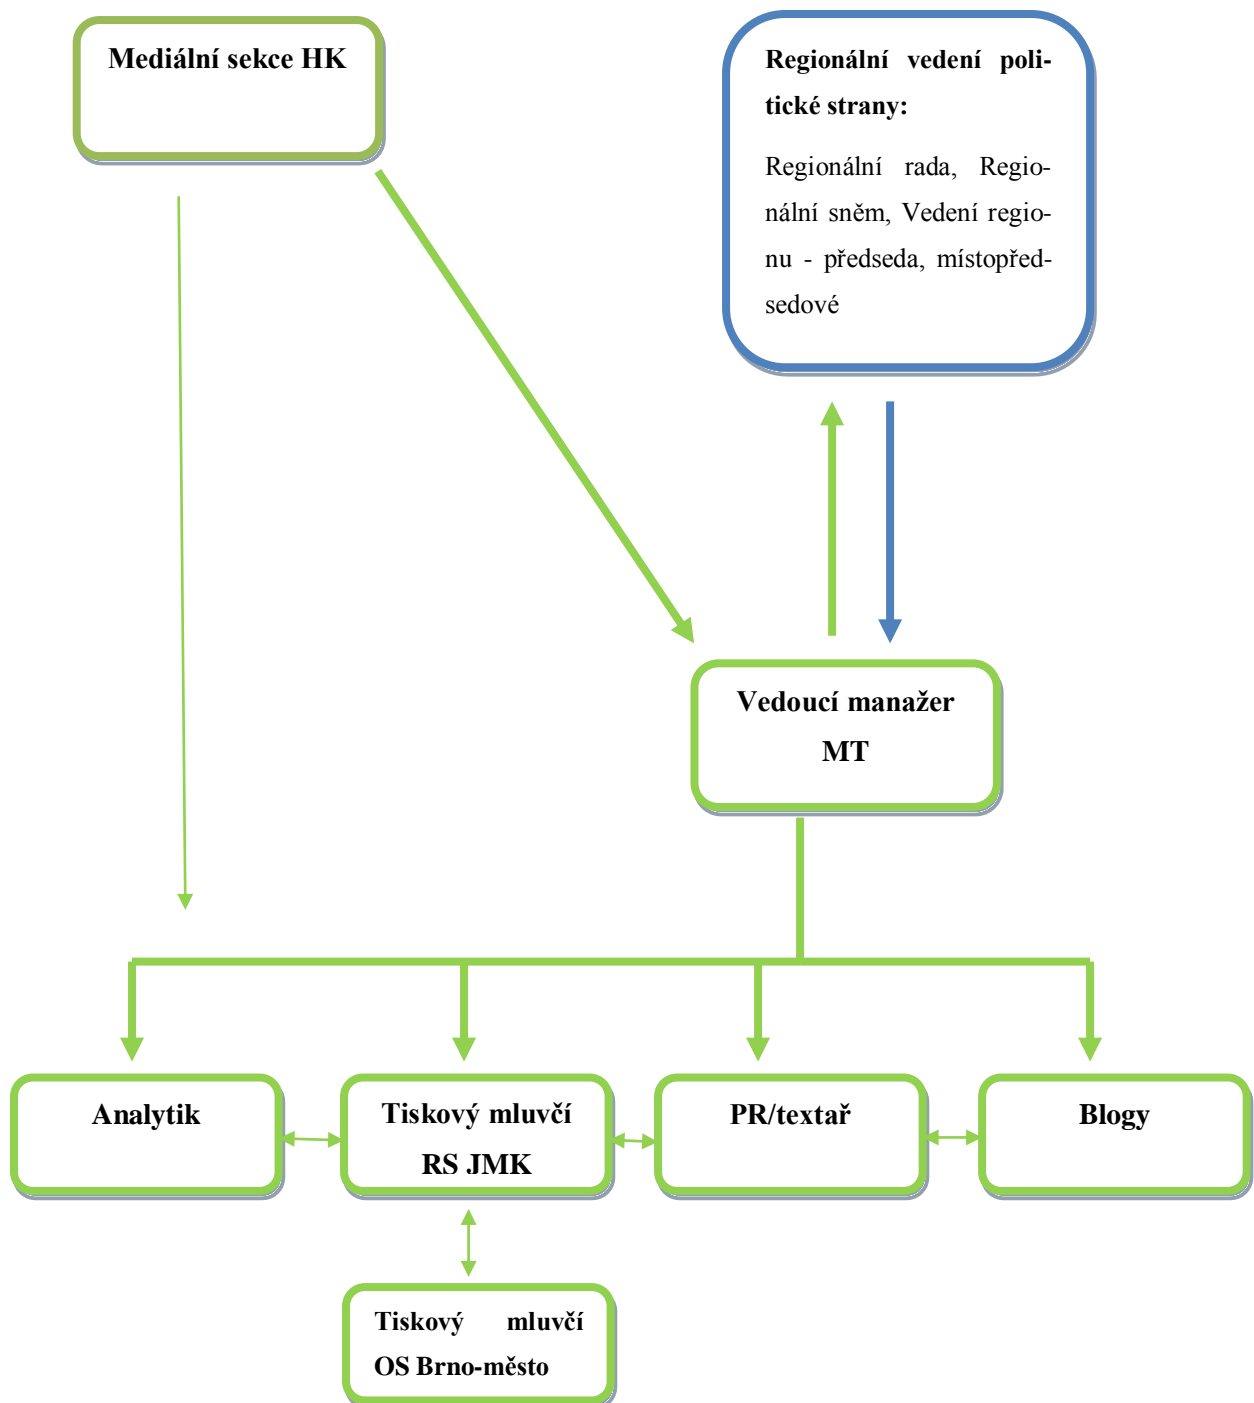 Mediální sekce HK
Regionální vedení poli-
tické strany:
Regionální rada, Regio-
nální sněm, Vedení regio-
nu - předseda, místopřed-
sedové
Vedoucí manažer
MT
Analytik
Tiskový mluvčí
RS JMK
PR/textař
Blogy
Tiskový mluvčí
OS Brno-město